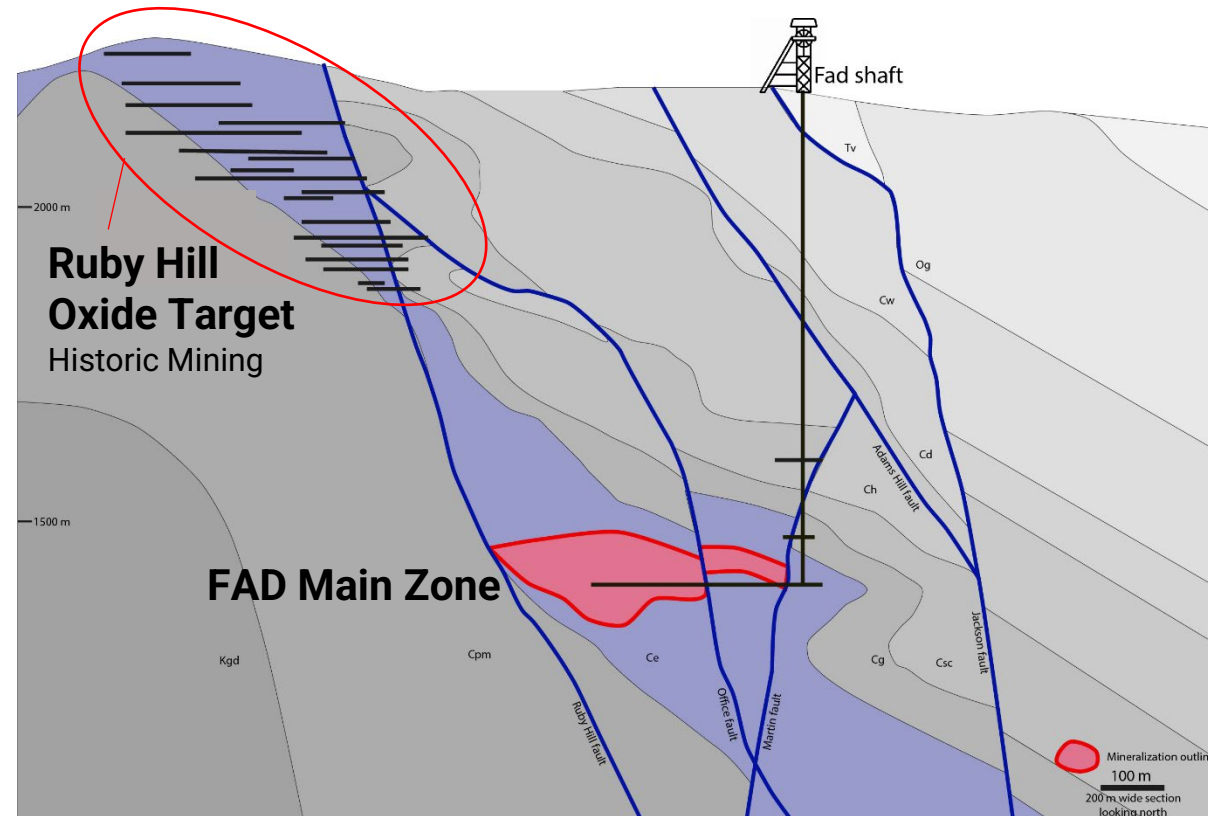 Fad shaft
Tv
2000 m
Og
Cw
Ruby Hill
Oxide Target
Historic Mining
Adams Hill fault
Cd
Ch
1500 m
FAD Main Zone
Jackson fault
Kgd
Cpm
Ce
Cg
Csc
Ruby Hill fault
Office fault
Martin fault
Mineralization outlin
100 m
200 m wide section
looking north